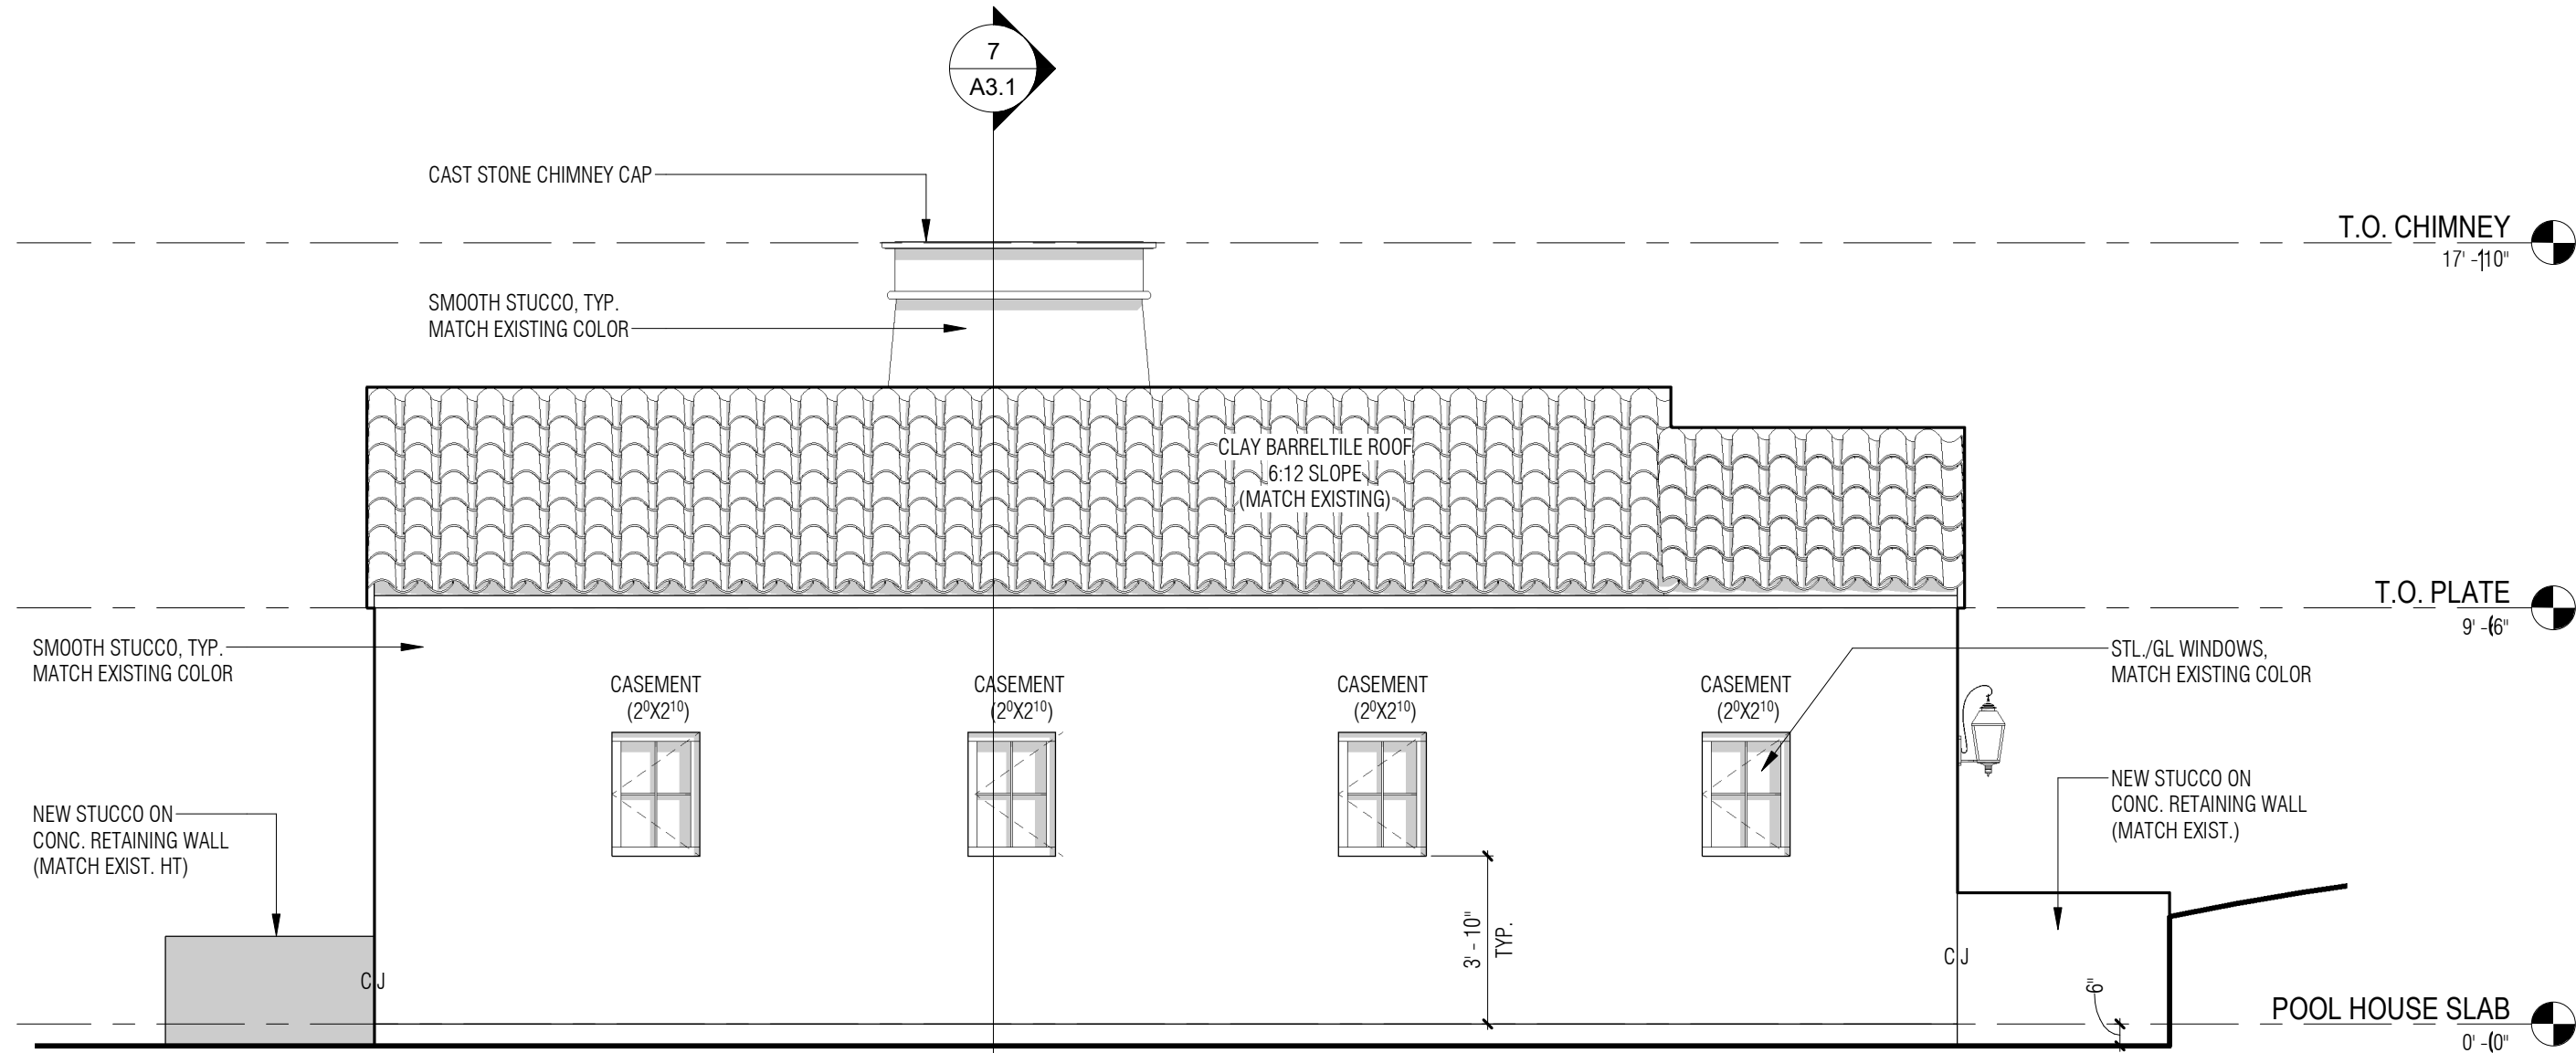 7
A3.1
CAST STONE CHIMNEY CAP
T.O. CHIMNEY
17' - 10"
SMOOTH STUCCO, TYP.
MATCH EXISTING COLOR
CLAY BARRELTILE ROOF
6:12 SLOPE
(MATCH EXISTING)
T.O. PLATE
9' - 6"
SMOOTH STUCCO, TYP.
MATCH EXISTING COLOR
STL./GL WINDOWS,
MATCH EXISTING COLOR
CASEMENT
(2⁰X2¹⁰)
CASEMENT
(2⁰X2¹⁰)
CASEMENT
(2⁰X2¹⁰)
CASEMENT
(2⁰X2¹⁰)
NEW STUCCO ON
CONC. RETAINING WALL
(MATCH EXIST. HT)
NEW STUCCO ON
CONC. RETAINING WALL
(MATCH EXIST.)
3' - 10"
TYP.
C J
C J
6"
POOL HOUSE SLAB
0' - 0"